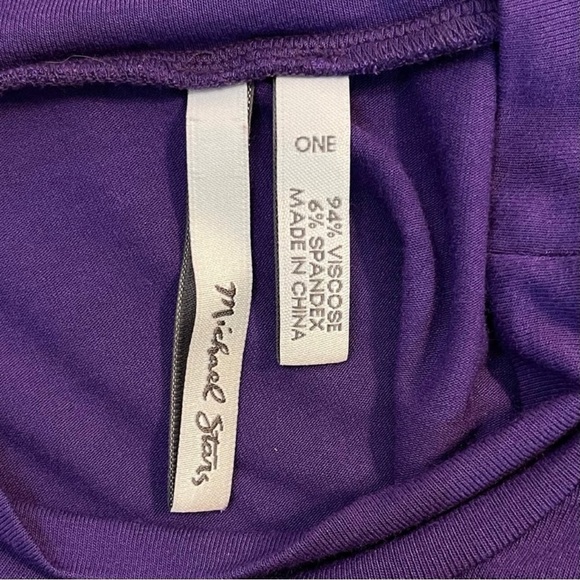 Michael Stars
ONE
94% VISCOSE
6% SPANDEX
MADE IN CHINA